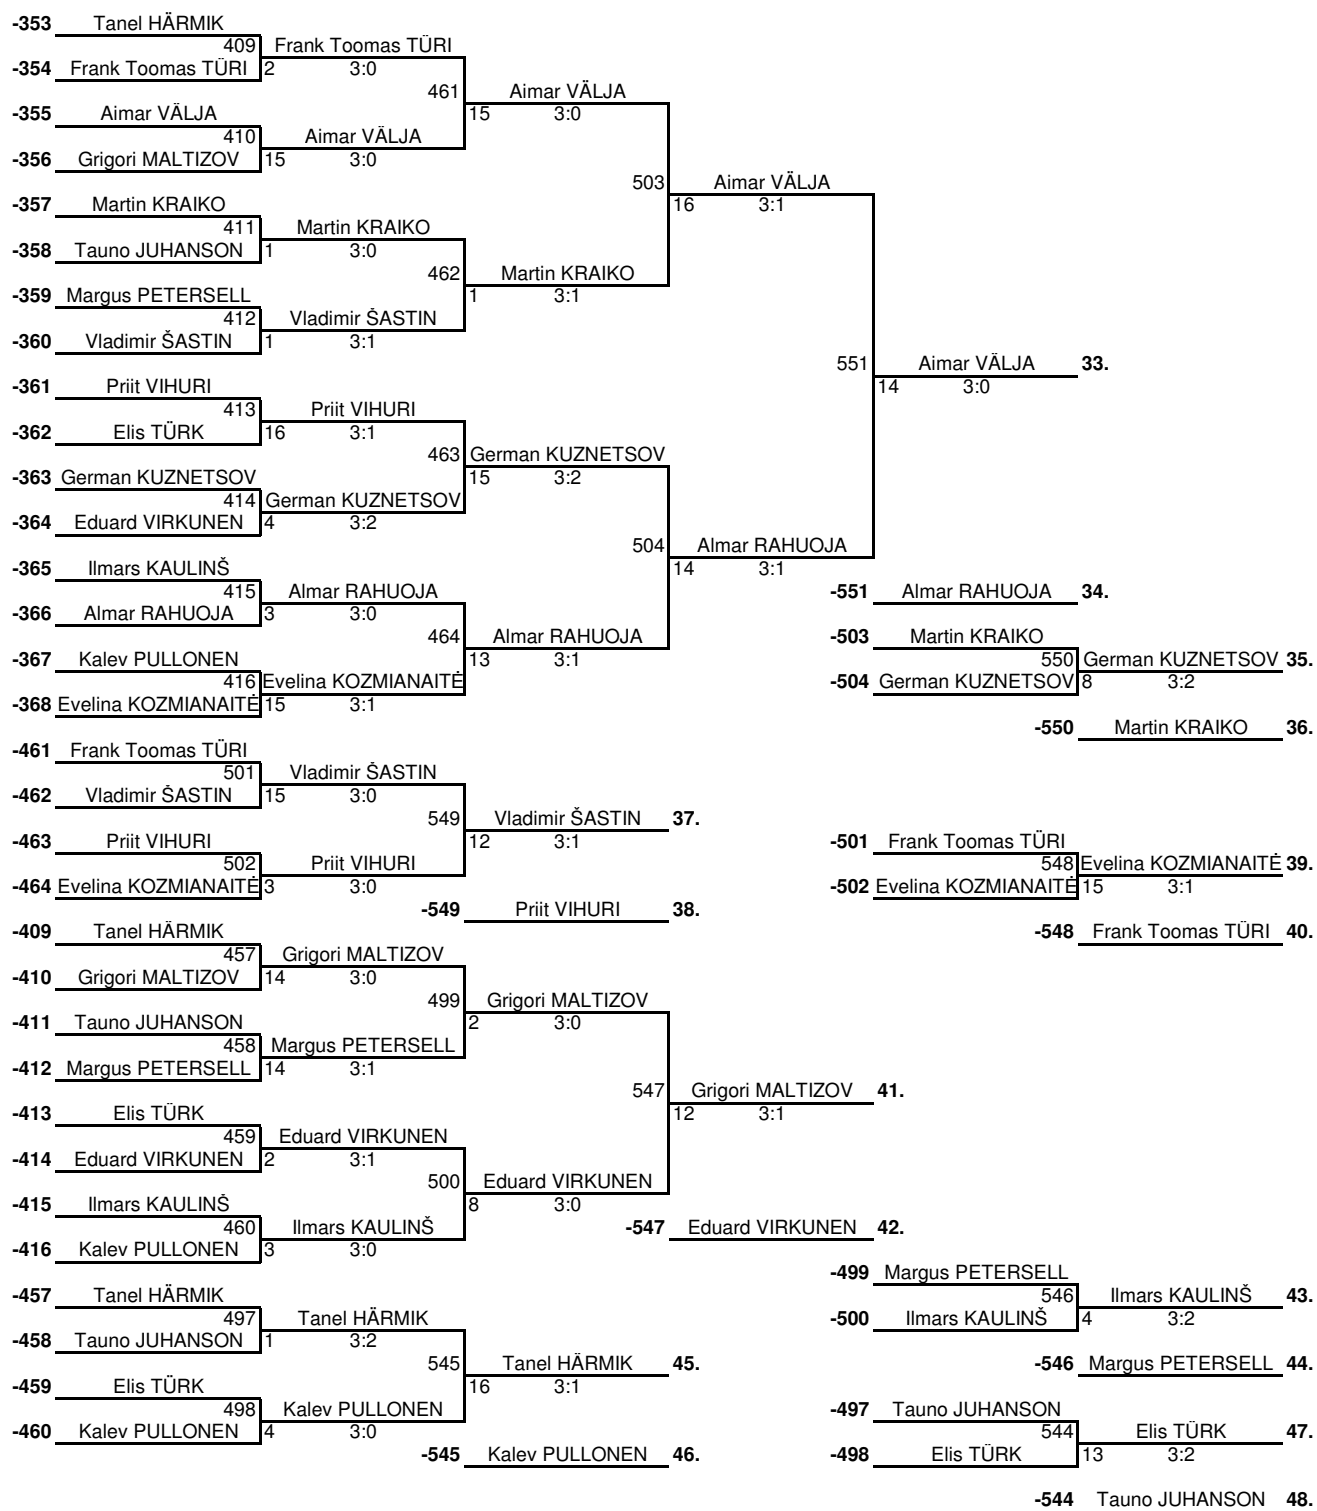 -353 Tanel HÄRMIK
409 Frank Toomas TÜRI
-354 Frank Toomas TÜRI 2 3:0
461 Aimar VÄLJA
-355 Aimar VÄLJA 15 3:0
410 Aimar VÄLJA
-356 Grigori MALTIZOV 15 3:0
503 Aimar VÄLJA
-357 Martin KRAIKO 16 3:1
411 Martin KRAIKO
-358 Tauno JUHANSON 1 3:0
462 Martin KRAIKO
-359 Margus PETERSELL 1 3:1
412 Vladimir ŠASTIN
-360 Vladimir ŠASTIN 1 3:1
551 Aimar VÄLJA 33.
-361 Priit VIHURI 14 3:0
413 Priit VIHURI
-362 Elis TÜRK 16 3:1
463 German KUZNETSOV
-363 German KUZNETSOV 15 3:2
414 German KUZNETSOV
-364 Eduard VIRKUNEN 4 3:2
504 Almar RAHUOJA
-365 Ilmars KAULINŠ 14 3:1
415 Almar RAHUOJA -551 Almar RAHUOJA 34.
-366 Almar RAHUOJA 3 3:0
464 Almar RAHUOJA -503 Martin KRAIKO
-367 Kalev PULLONEN 13 3:1 550 German KUZNETSOV 35.
416 Evelina KOZMIANAITĖ -504 German KUZNETSOV 8 3:2
-368 Evelina KOZMIANAITĖ 15 3:1
-550 Martin KRAIKO 36.
-461 Frank Toomas TÜRI
501 Vladimir ŠASTIN
-462 Vladimir ŠASTIN 15 3:0
549 Vladimir ŠASTIN 37.
-463 Priit VIHURI 12 3:1 -501 Frank Toomas TÜRI
502 Priit VIHURI 548 Evelina KOZMIANAITĖ 39.
-464 Evelina KOZMIANAITĖ 3 3:0 -502 Evelina KOZMIANAITĖ 15 3:1
-549 Priit VIHURI 38.
-409 Tanel HÄRMIK -548 Frank Toomas TÜRI 40.
457 Grigori MALTIZOV
-410 Grigori MALTIZOV 14 3:0
499 Grigori MALTIZOV
-411 Tauno JUHANSON 2 3:0
458 Margus PETERSELL
-412 Margus PETERSELL 14 3:1
547 Grigori MALTIZOV 41.
-413 Elis TÜRK 12 3:1
459 Eduard VIRKUNEN
-414 Eduard VIRKUNEN 2 3:1
500 Eduard VIRKUNEN
-415 Ilmars KAULINŠ 8 3:0
460 Ilmars KAULINŠ -547 Eduard VIRKUNEN 42.
-416 Kalev PULLONEN 3 3:0
-499 Margus PETERSELL
-457 Tanel HÄRMIK 546 Ilmars KAULINŠ 43.
497 Tanel HÄRMIK -500 Ilmars KAULINŠ 4 3:2
-458 Tauno JUHANSON 1 3:2
545 Tanel HÄRMIK 45. -546 Margus PETERSELL 44.
-459 Elis TÜRK 16 3:1
498 Kalev PULLONEN -497 Tauno JUHANSON
-460 Kalev PULLONEN 4 3:0 544 Elis TÜRK 47.
-545 Kalev PULLONEN 46. -498 Elis TÜRK 13 3:2
-544 Tauno JUHANSON 48.